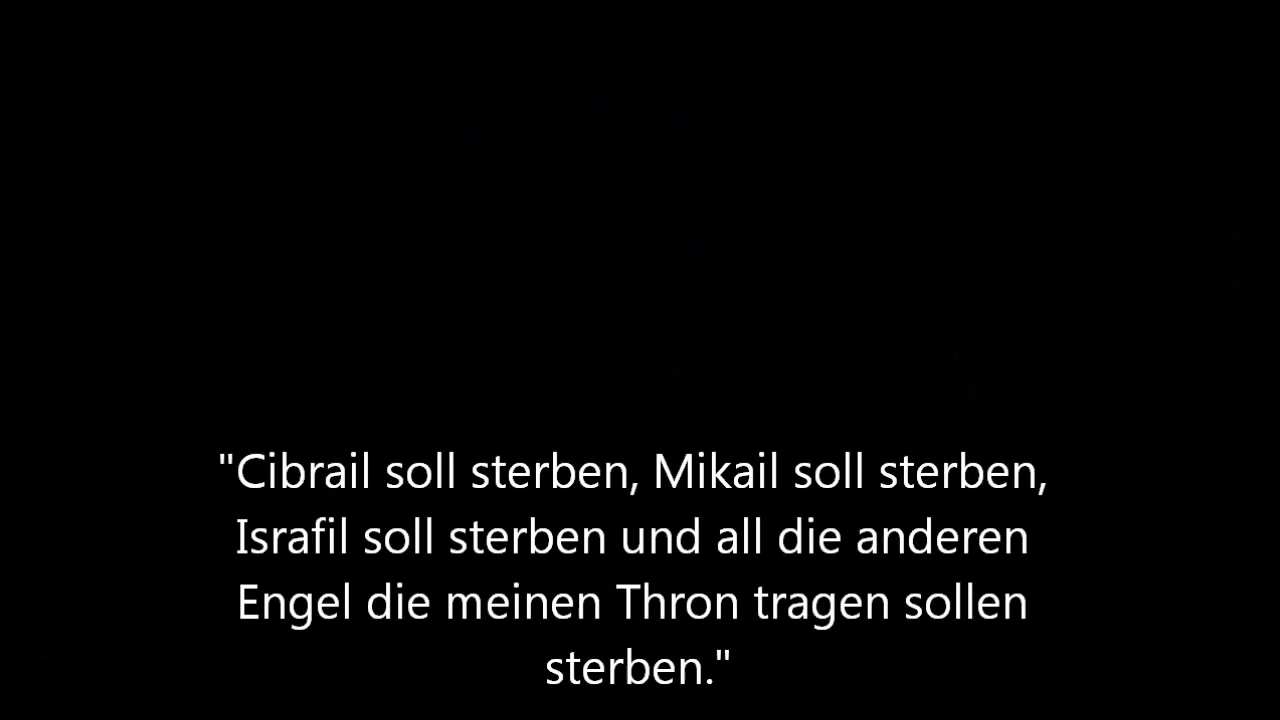 "Cibrail soll sterben, Mikail soll sterben,
Israfil soll sterben und all die anderen
Engel die meinen Thron tragen sollen
sterben."